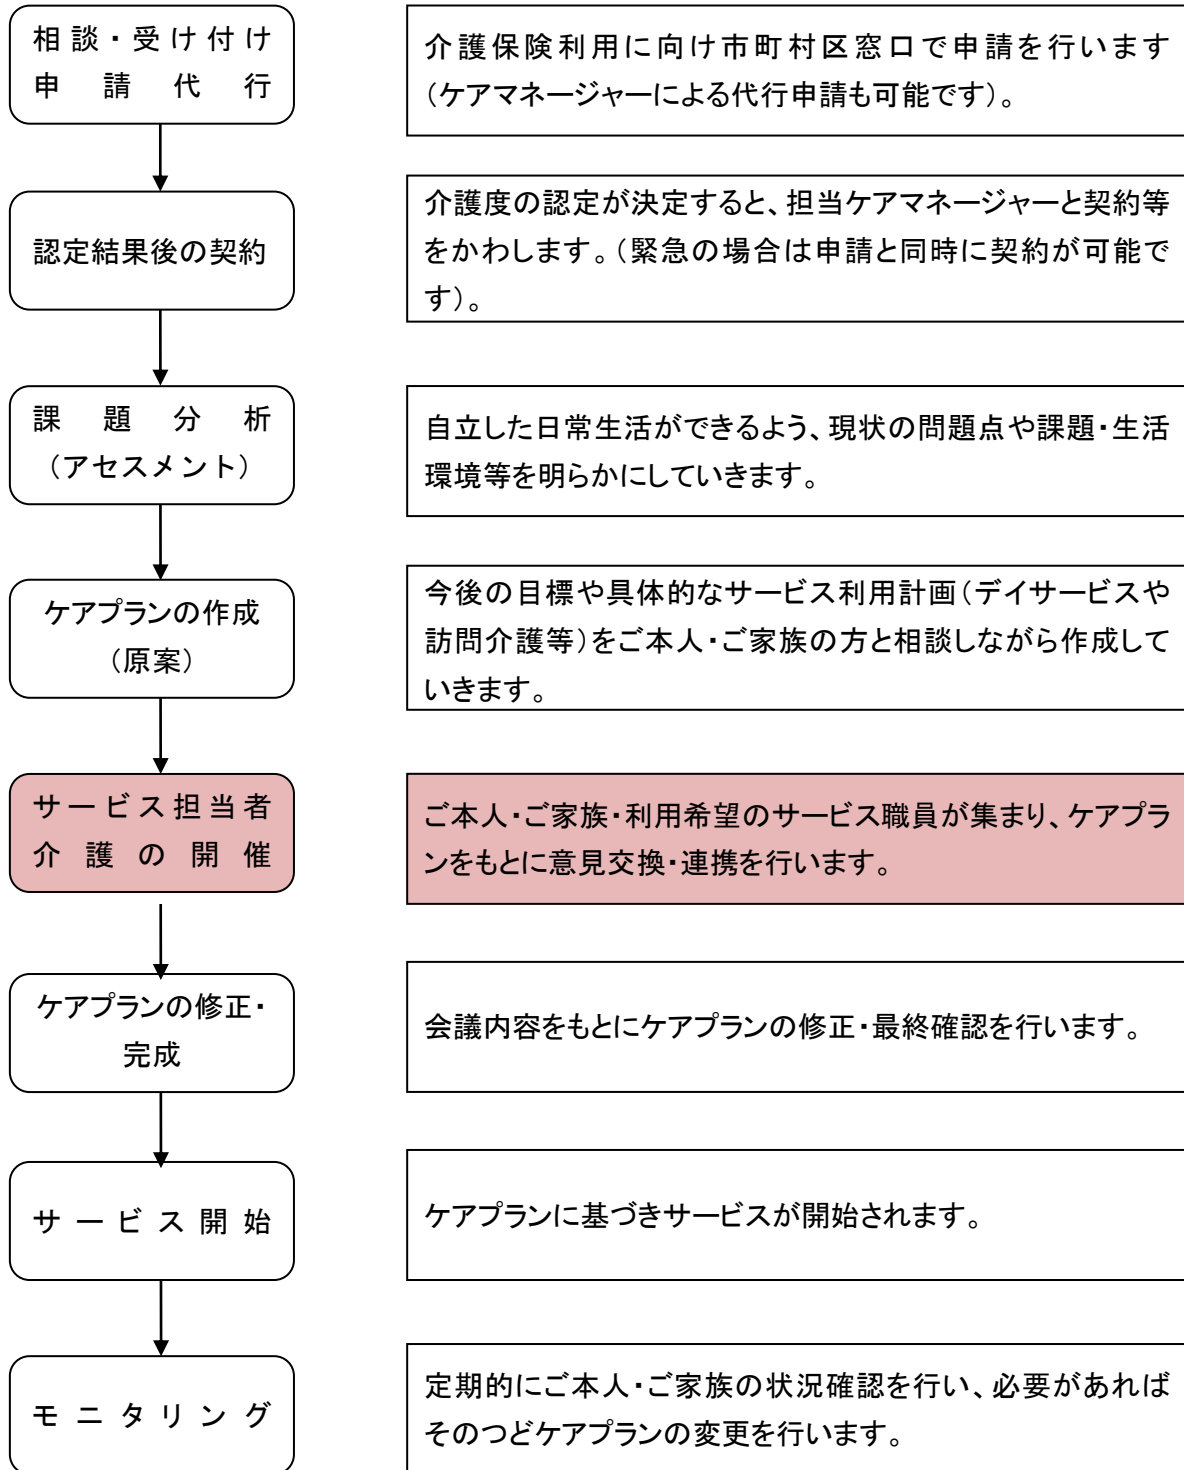 相談・受け付け
申請代行
介護保険利用に向け市町村区窓口で申請を行います
（ケアマネージャーによる代行申請も可能です）。
認定結果後の契約
介護度の認定が決定すると、担当ケアマネージャーと契約等
をかわします。（緊急の場合は申請と同時に契約が可能で
す）。
課題分析
（アセスメント）
自立した日常生活ができるよう、現状の問題点や課題・生活
環境等を明らかにしていきます。
ケアプランの作成
（原案）
今後の目標や具体的なサービス利用計画（デイサービスや
訪問介護等）をご本人・ご家族の方と相談しながら作成して
いきます。
サービス担当者
介護の開催
ご本人・ご家族・利用希望のサービス職員が集まり、ケアプラ
ンをもとに意見交換・連携を行います。
ケアプランの修正・
完成
会議内容をもとにケアプランの修正・最終確認を行います。
サービス開始
ケアプランに基づきサービスが開始されます。
モニタリング
定期的にご本人・ご家族の状況確認を行い、必要があれば
そのつどケアプランの変更を行います。